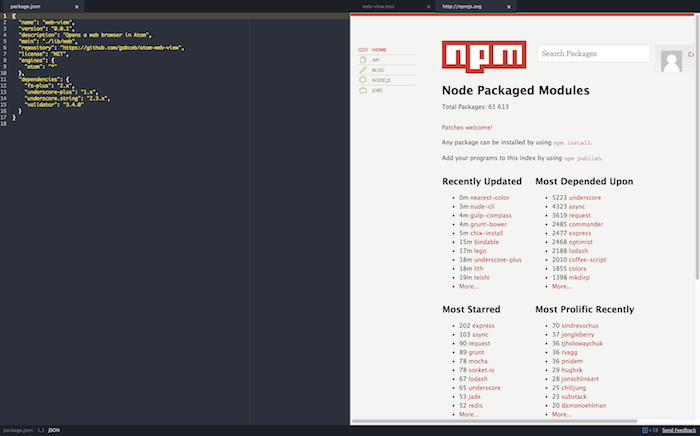 package.json
1 {
2 "name": "web-view",
3 "version": "0.0.1",
4 "description": "Opens a web browser in Atom",
5 "main": "./lib/web",
6 "repository": "https://github.com/gabceb/atom-web-view",
7 "license": "MIT",
8 "engines": {
9 "atom": "*"
10 },
11 "dependencies": {
12 "fs-plus": "2.x",
13 "underscore-plus": "1.x",
14 "underscore.string": "2.3.x",
15 "validator": "3.4.0"
16 }
17 }
18
web-view.less
http://npmjs.org
HOME
API
BLOG
NODE.JS
JOBS
npm
Search Packages
Node Packaged Modules
Total Packages: 61 613
Patches welcome!
Any package can be installed by using npm install.
Add your programs to this index by using npm publish.
Recently Updated
0m nearest-color
3m nude-cli
4m gulp-compass
4m grunt-bower
5m chix-install
15m bindable
17m lego
18m underscore-plus
18m lith
19m teishi
More...
Most Depended Upon
5223 underscore
4323 async
3619 request
2485 commander
2477 express
2468 optimist
2188 lodash
2010 coffee-script
1855 colors
1398 mkdirp
More...
Most Starred
202 express
103 async
90 request
89 grunt
78 mocha
78 socket.io
67 lodash
65 underscore
53 jade
52 redis
More...
Most Prolific Recently
70 sindresorhus
37 jongleberry
36 tjholowaychuk
36 rvagg
36 pnidem
29 hughsk
28 jonschlinkert
25 chilijung
23 substack
20 damonoehlman
More...
package.json 1,1 JSON
+18 Send Feedback